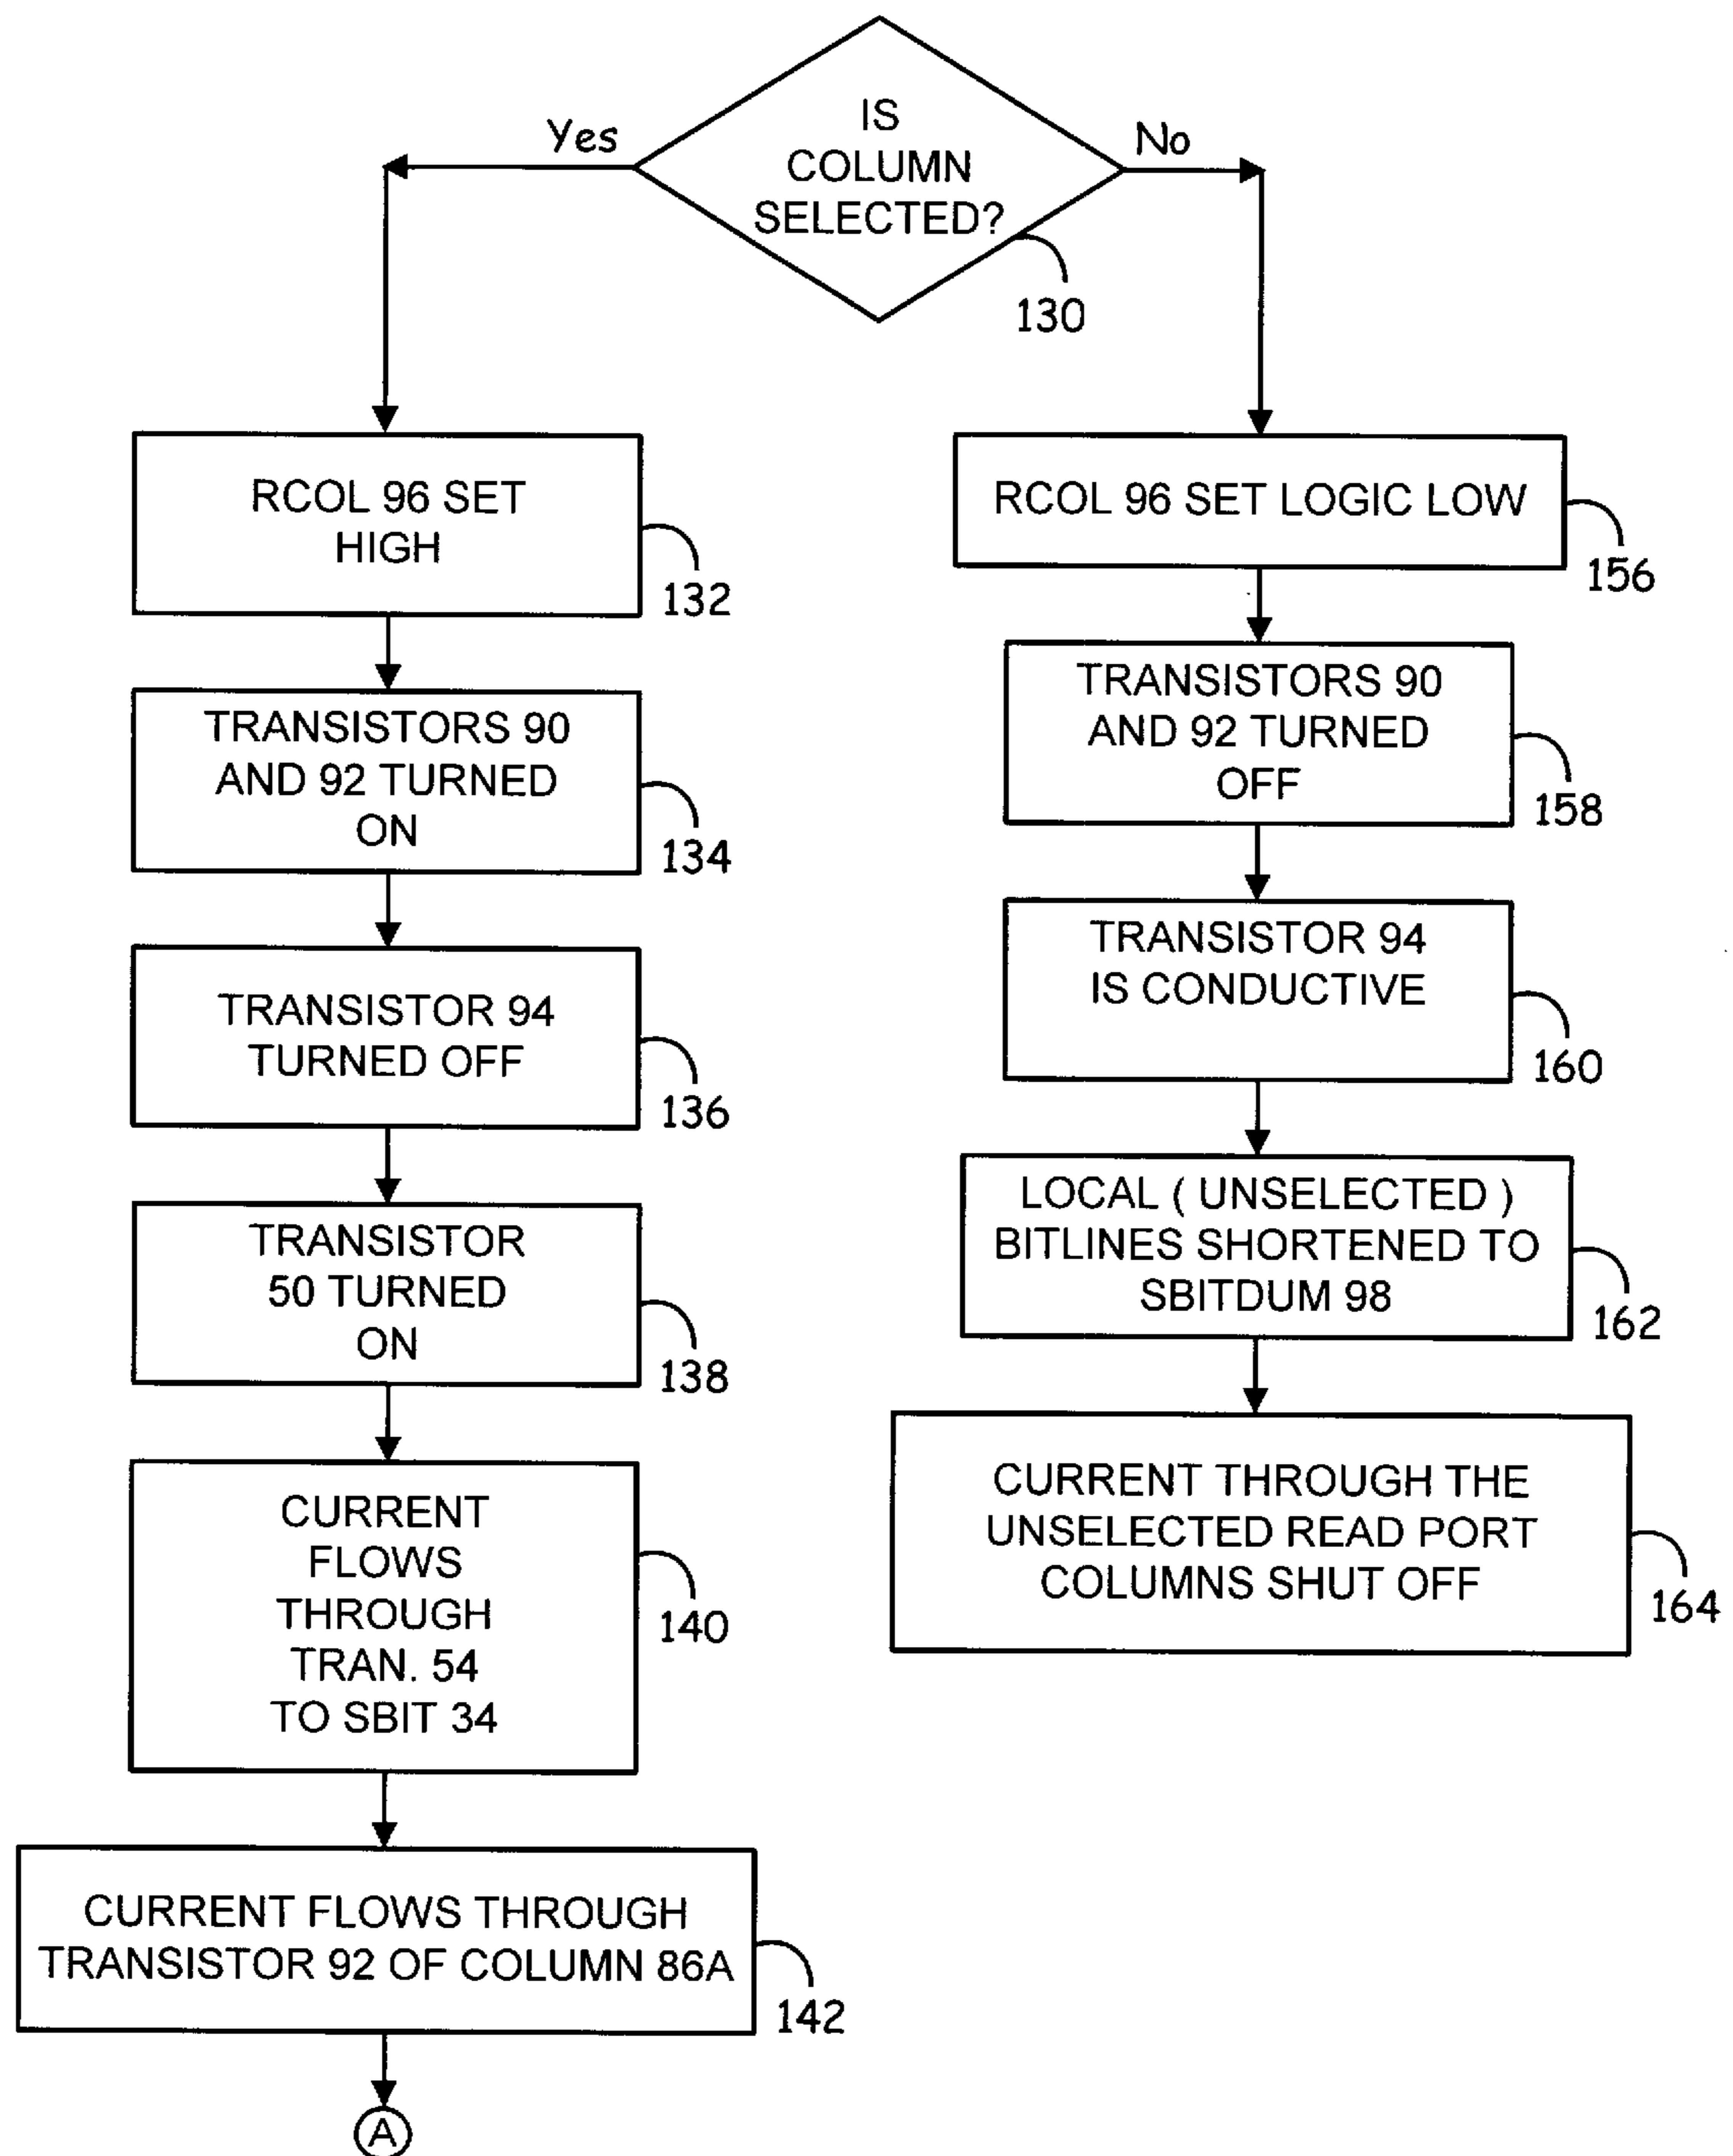 IS
COLUMN
SELECTED?
130
Yes
No
RCOL 96 SET
HIGH
132
TRANSISTORS 90
AND 92 TURNED
ON
134
TRANSISTOR 94
TURNED OFF
136
TRANSISTOR
50 TURNED
ON
138
CURRENT
FLOWS
THROUGH
TRAN. 54
TO SBIT 34
140
CURRENT FLOWS THROUGH
TRANSISTOR 92 OF COLUMN 86A
142
A
RCOL 96 SET LOGIC LOW
156
TRANSISTORS 90
AND 92 TURNED
OFF
158
TRANSISTOR 94
IS CONDUCTIVE
160
LOCAL ( UNSELECTED )
BITLINES SHORTENED TO
SBITDUM 98
162
CURRENT THROUGH THE
UNSELECTED READ PORT
COLUMNS SHUT OFF
164